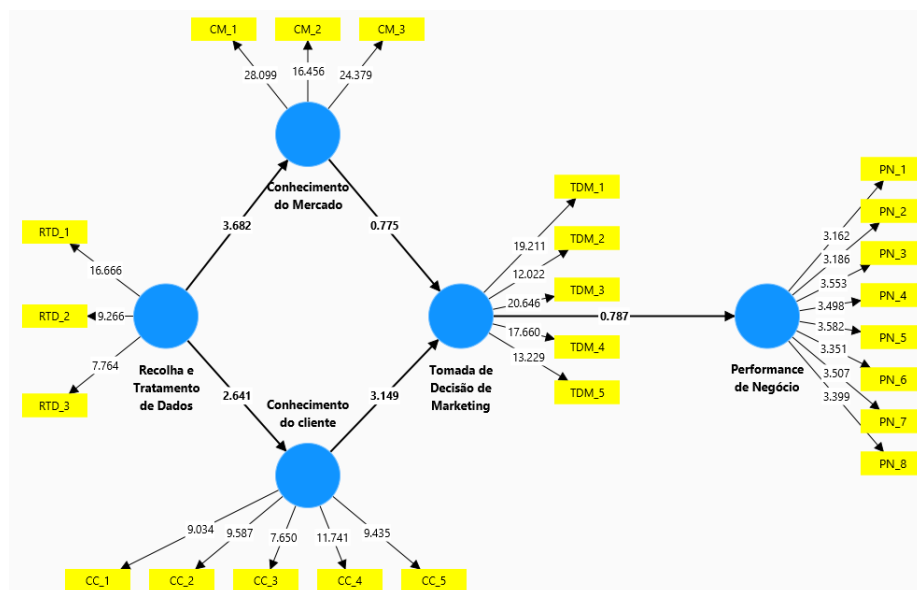 CM_1
CM_2
CM_3
28.099
16.456
24.379
Conhecimento
do Mercado
3.682
0.775
RTD_1
RTD_2
RTD_3
16.666
9.266
7.764
Recolha e
Tratamento
de Dados
2.641
3.149
Conhecimento
do cliente
9.034
9.587
7.650
11.741
9.435
CC_1
CC_2
CC_3
CC_4
CC_5
TDM_1
TDM_2
TDM_3
TDM_4
TDM_5
19.211
12.022
20.646
17.660
13.229
Tomada de
Decisão de
Marketing
0.787
Performance
de Negócio
3.162
3.186
3.553
3.498
3.582
3.351
3.507
3.399
PN_1
PN_2
PN_3
PN_4
PN_5
PN_6
PN_7
PN_8